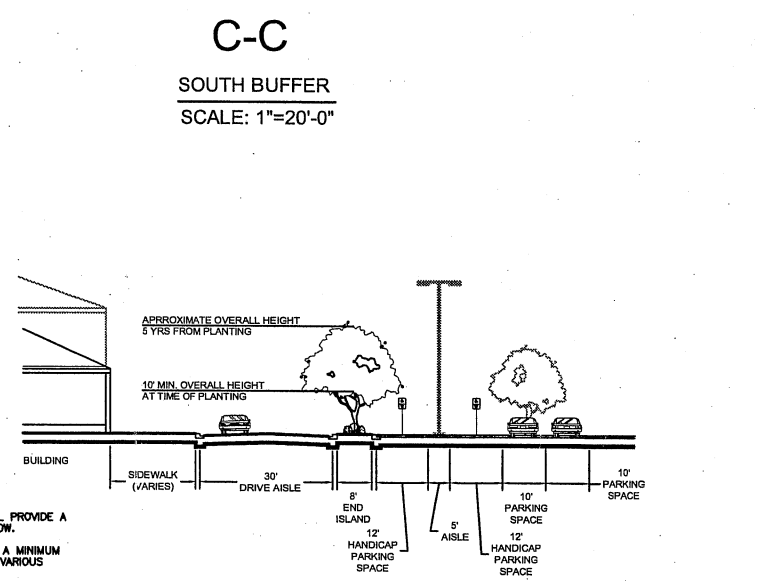 C-C
SOUTH BUFFER
SCALE: 1"=20'-0"
APRROXIMATE OVERALL HEIGHT
5 YRS FROM PLANTING
10' MIN. OVERALL HEIGHT
AT TIME OF PLANTING
BUILDING
SIDEWALK
(VARIES)
30'
DRIVE AISLE
8'
END
ISLAND
12'
HANDICAP
PARKING
SPACE
5'
AISLE
12'
HANDICAP
PARKING
SPACE
10'
PARKING
SPACE
10'
PARKING
SPACE
PROVIDE A
A MINIMUM
VARIOUS